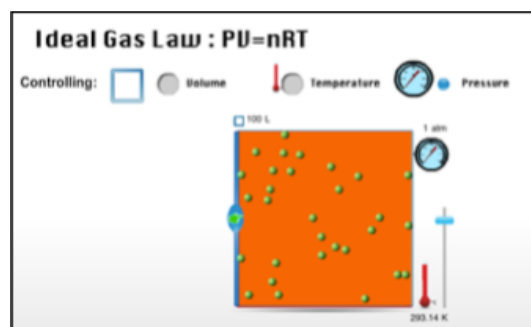 Ideal Gas Law : PV=nRT
Controlling: Volume Temperature Pressure
100 L
1 atm
293.14 K